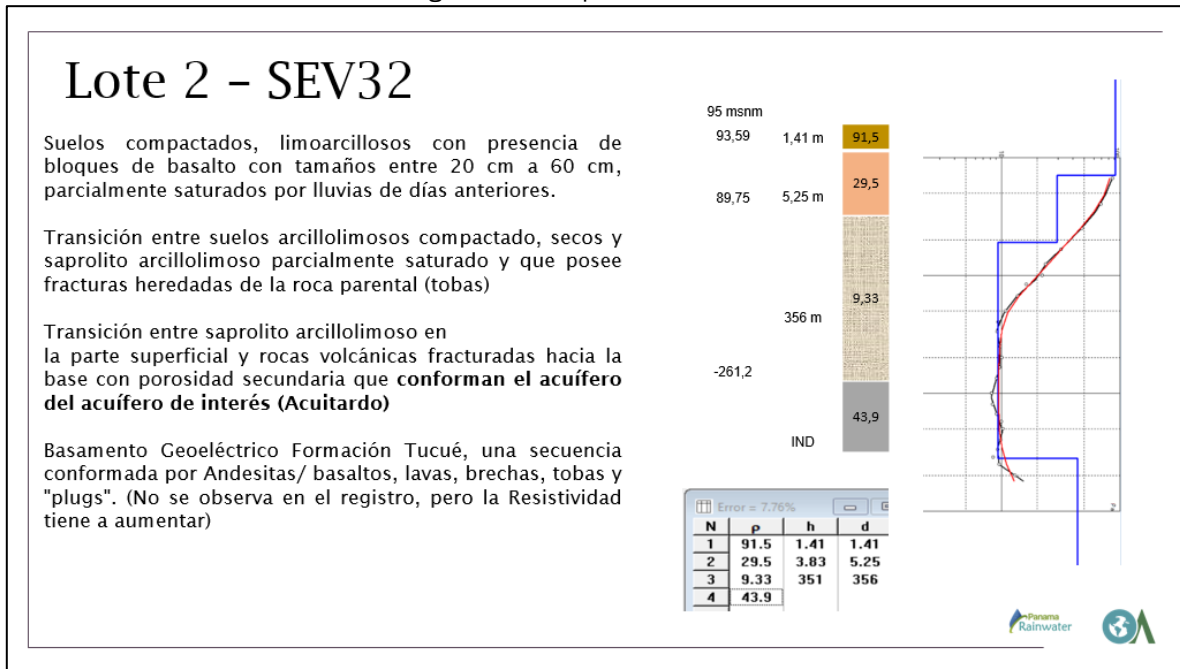 Lote 2 – SEV32
Suelos compactados, limoarcillosos con presencia de
bloques de basalto con tamaños entre 20 cm a 60 cm,
parcialmente saturados por lluvias de días anteriores.
Transición entre suelos arcillolimosos compactado, secos y
saprolito arcillolimoso parcialmente saturado y que posee
fracturas heredadas de la roca parental (tobas)
Transición entre saprolito arcillolimoso en
la parte superficial y rocas volcánicas fracturadas hacia la
base con porosidad secundaria que conforman el acuífero
del acuífero de interés (Acuitardo)
Basamento Geoeléctrico Formación Tucué, una secuencia
conformada por Andesitas/ basaltos, lavas, brechas, tobas y
"plugs". (No se observa en el registro, pero la Resistividad
tiene a aumentar)
95 msnm
93,59 1,41 m 91,5
29,5
89,75 5,25 m
9,33
356 m
-261,2
43,9
IND
Error = 7.76%
N ρ h d
1 91.5 1.41 1.41
2 29.5 3.83 5.25
3 9.33 351 356
4 43.9
Panama
Rainwater